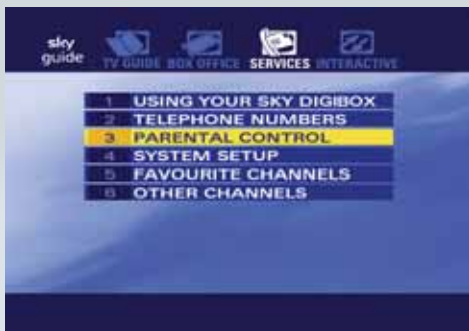 sky
guide
TV GUIDE BOX OFFICE SERVICES INTERACTIVE
1 USING YOUR SKY DIGIBOX
2 TELEPHONE NUMBERS
3 PARENTAL CONTROL
4 SYSTEM SETUP
5 FAVOURITE CHANNELS
6 OTHER CHANNELS